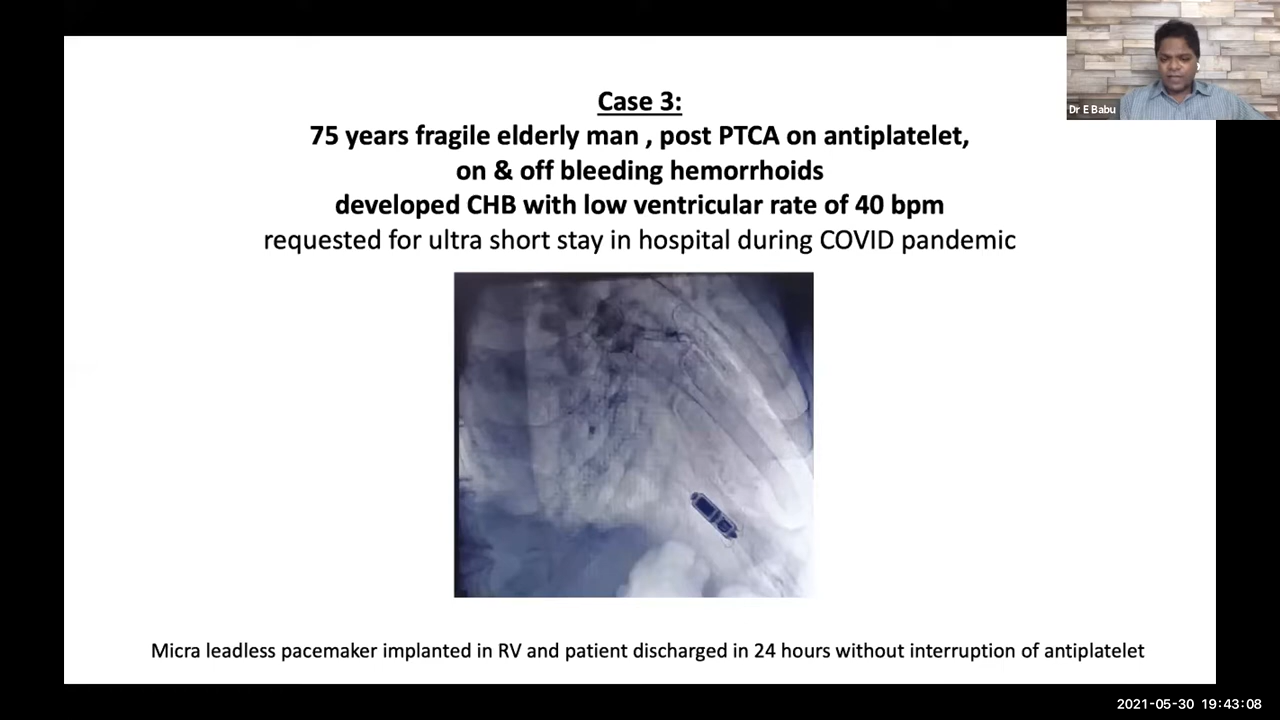 Case 3:
75 years fragile elderly man , post PTCA on antiplatelet,
on & off bleeding hemorrhoids
developed CHB with low ventricular rate of 40 bpm
requested for ultra short stay in hospital during COVID pandemic
Micra leadless pacemaker implanted in RV and patient discharged in 24 hours without interruption of antiplatelet
Dr E Babu
2021-05-30 19:43:08